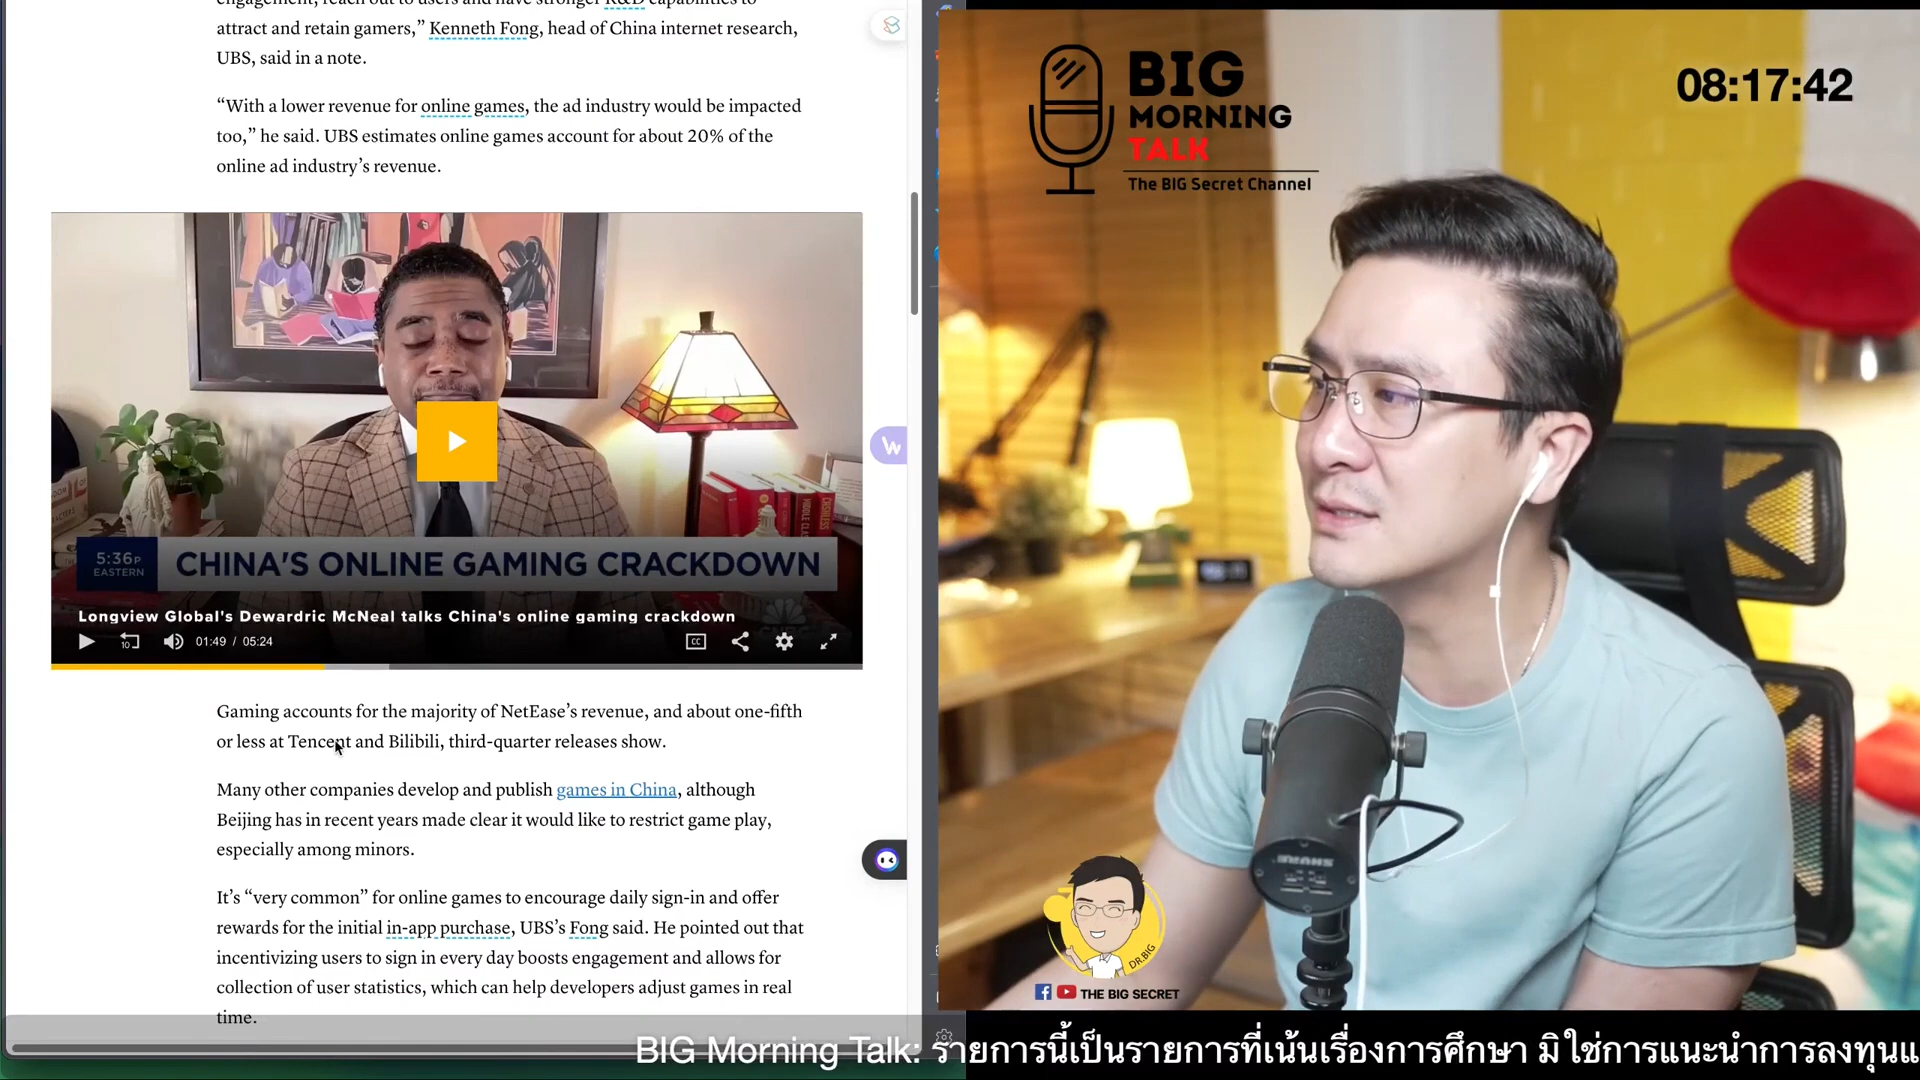 attract and retain gamers,” Kenneth Fong, head of China internet research,
UBS, said in a note.
“With a lower revenue for online games, the ad industry would be impacted
too,” he said. UBS estimates online games account for about 20% of the
online ad industry’s revenue.
5:36P
EASTERN
CHINA'S ONLINE GAMING CRACKDOWN
Longview Global's Dewardric McNeal talks China's online gaming crackdown
10
01:49 / 05:24
CC
Gaming accounts for the majority of NetEase’s revenue, and about one-fifth
or less at Tencent and Bilibili, third-quarter releases show.
Many other companies develop and publish games in China, although
Beijing has in recent years made clear it would like to restrict game play,
especially among minors.
It’s “very common” for online games to encourage daily sign-in and offer
rewards for the initial in-app purchase, UBS’s Fong said. He pointed out that
incentivizing users to sign in every day boosts engagement and allows for
collection of user statistics, which can help developers adjust games in real
time.
W
BIG
MORNING
TALK
The BIG Secret Channel
08:17:42
DR.BIG
THE BIG SECRET
BIG Morning Talk: รายการนี้เป็นรายการที่เน้นเรื่องการศึกษา มิใช่การแนะนำการลงทุนแ